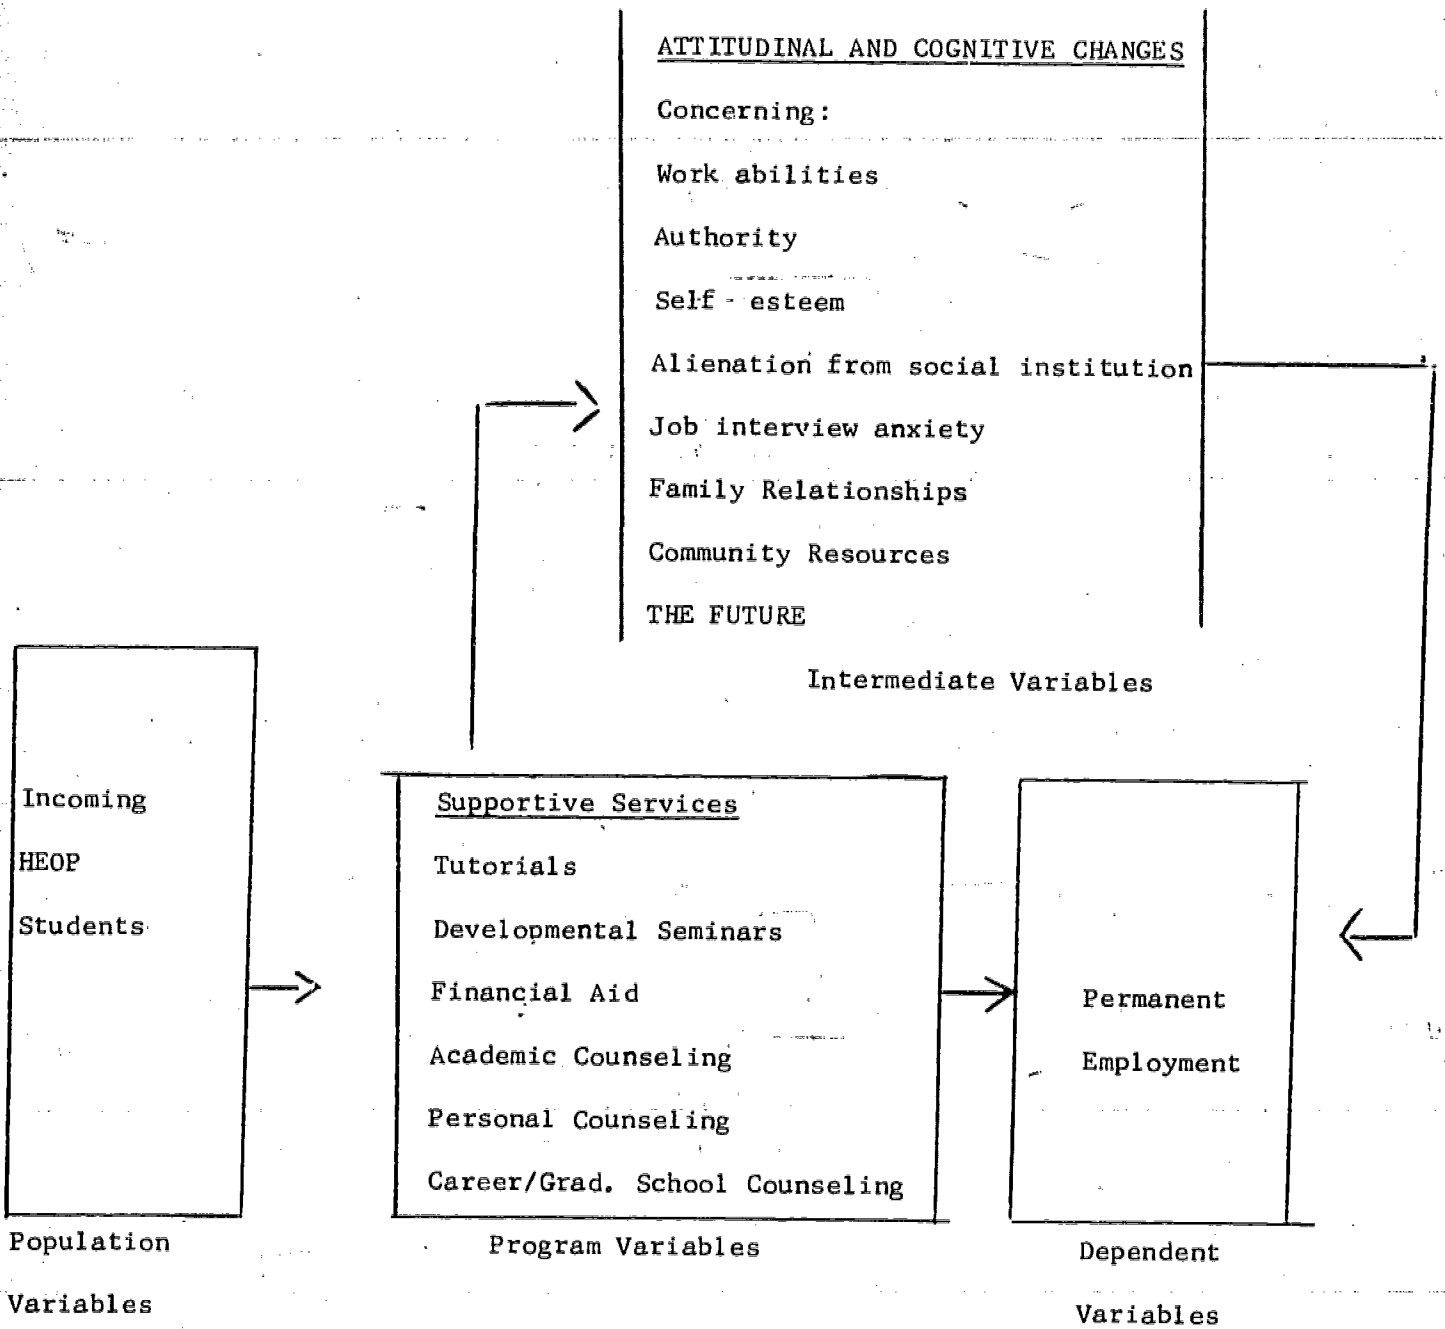 ATTITUDINAL AND COGNITIVE CHANGES
Concerning:
Work abilities
Authority
Self - esteem
Alienation from social institution
Job interview anxiety
Family Relationships
Community Resources
THE FUTURE
Intermediate Variables
Incoming
HEOP
Students
Population
Variables
Supportive Services
Tutorials
Developmental Seminars
Financial Aid
Academic Counseling
Personal Counseling
Career/Grad. School Counseling
Program Variables
Permanent
Employment
Dependent
Variables